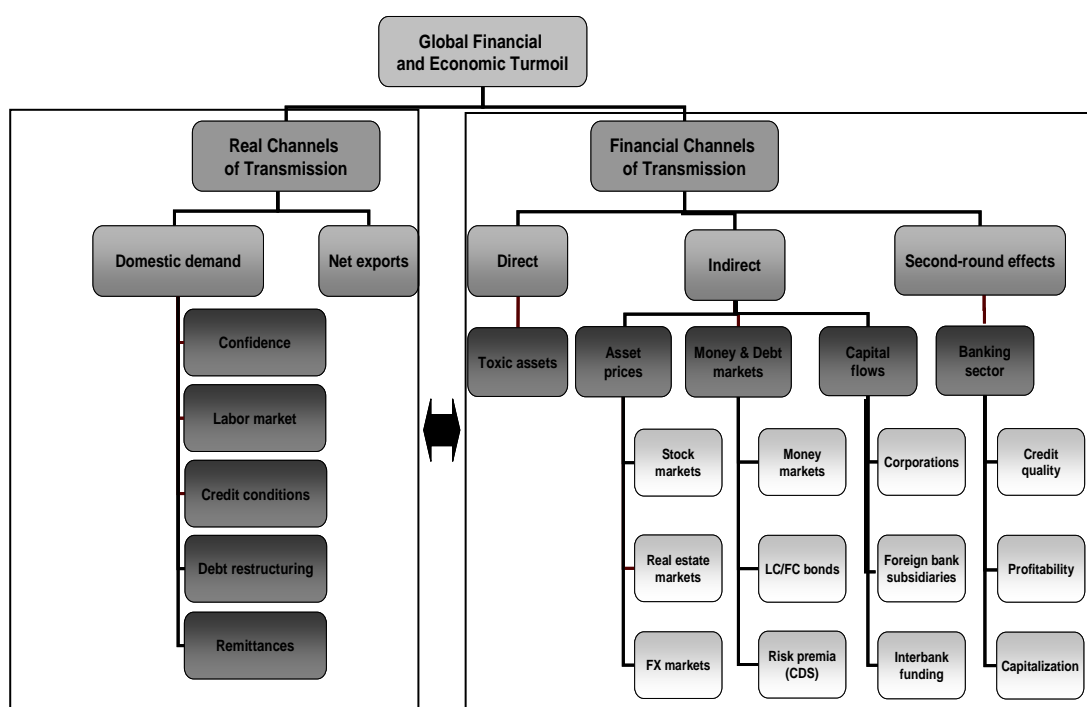 Global Financial
and Economic Turmoil
Real Channels
of Transmission
Financial Channels
of Transmission
Domestic demand
Net exports
Direct
Indirect
Second-round effects
Confidence
Labor market
Credit conditions
Debt restructuring
Remittances
Toxic assets
Asset
prices
Money & Debt
markets
Capital
flows
Banking
sector
Stock
markets
Money
markets
Corporations
Credit
quality
Real estate
markets
LC/FC bonds
Foreign bank
subsidiaries
Profitability
FX markets
Risk premia
(CDS)
Interbank
funding
Capitalization